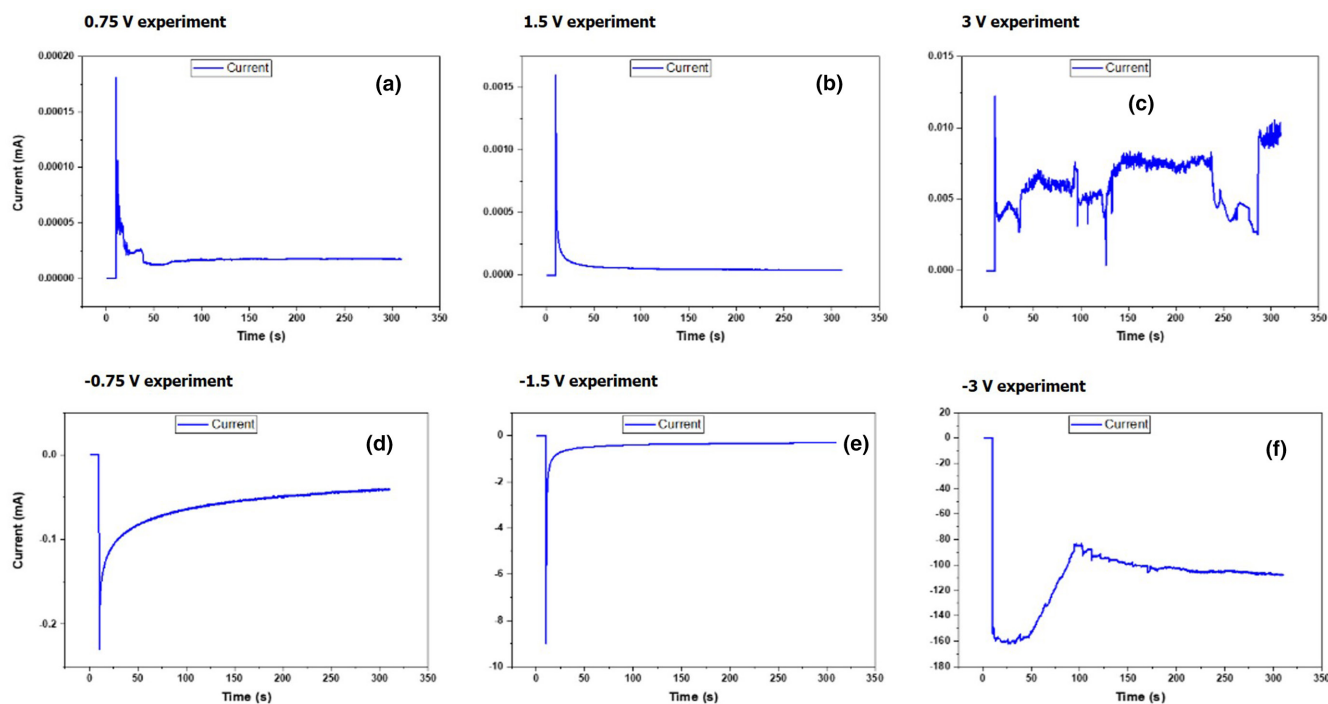 0.75 V experiment
1.5 V experiment
3 V experiment
0.00020
0.00015
0.00010
0.00005
0.00000
Current (mA)
Current
(a)
0 50 100 150 200 250 300 350
Time (s)
0.0015
0.0010
0.0005
0.0000
Current
(b)
0 50 100 150 200 250 300 350
Time (s)
0.015
0.010
0.005
0.000
Current
(c)
0 50 100 150 200 250 300 350
Time (s)
-0.75 V experiment
-1.5 V experiment
-3 V experiment
0.0
-0.1
-0.2
Current (mA)
Current
(d)
0 50 100 150 200 250 300 350
Time (s)
0
-2
-4
-6
-8
-10
Current
(e)
0 50 100 150 200 250 300 350
Time (s)
20
0
-20
-40
-60
-80
-100
-120
-140
-160
-180
Current
(f)
0 50 100 150 200 250 300 350
Time (s)